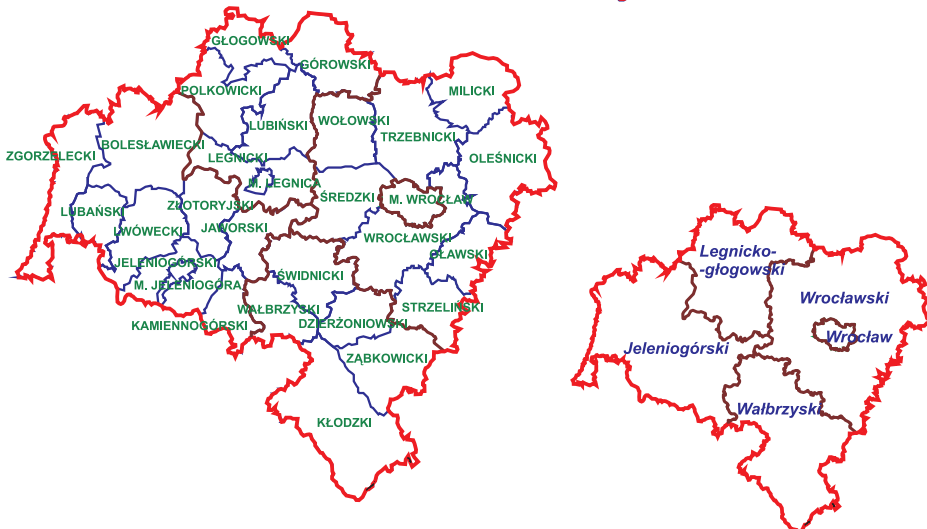 GŁOGOWSKI
GÓROWSKI
POLKOWICKI
MILICKI
LUBIŃSKI
WOŁOWSKI
TRZEBNICKI
BOLESŁAWIECKI
ZGORZELECKI
LEGNICKI
OLEŚNICKI
M. LEGNICA
ŚREDZKI
M. WROCŁAW
LUBAŃSKI
ZŁOTORYJSKI
LWÓWECKI
JAWORSKI
WROCŁAWSKI
OŁAWSKI
JELENIOGÓRSKI
ŚWIDNICKI
M. JELENIOGÓRA
WAŁBRZYSKI
STRZELIŃSKI
KAMIENNOGÓRSKI
DZIERŻONIOWSKI
ZĄBKOWICKI
KŁODZKI
Legnicko-
-głogowski
Wrocławski
Wrocław
Jeleniogórski
Wałbrzyski